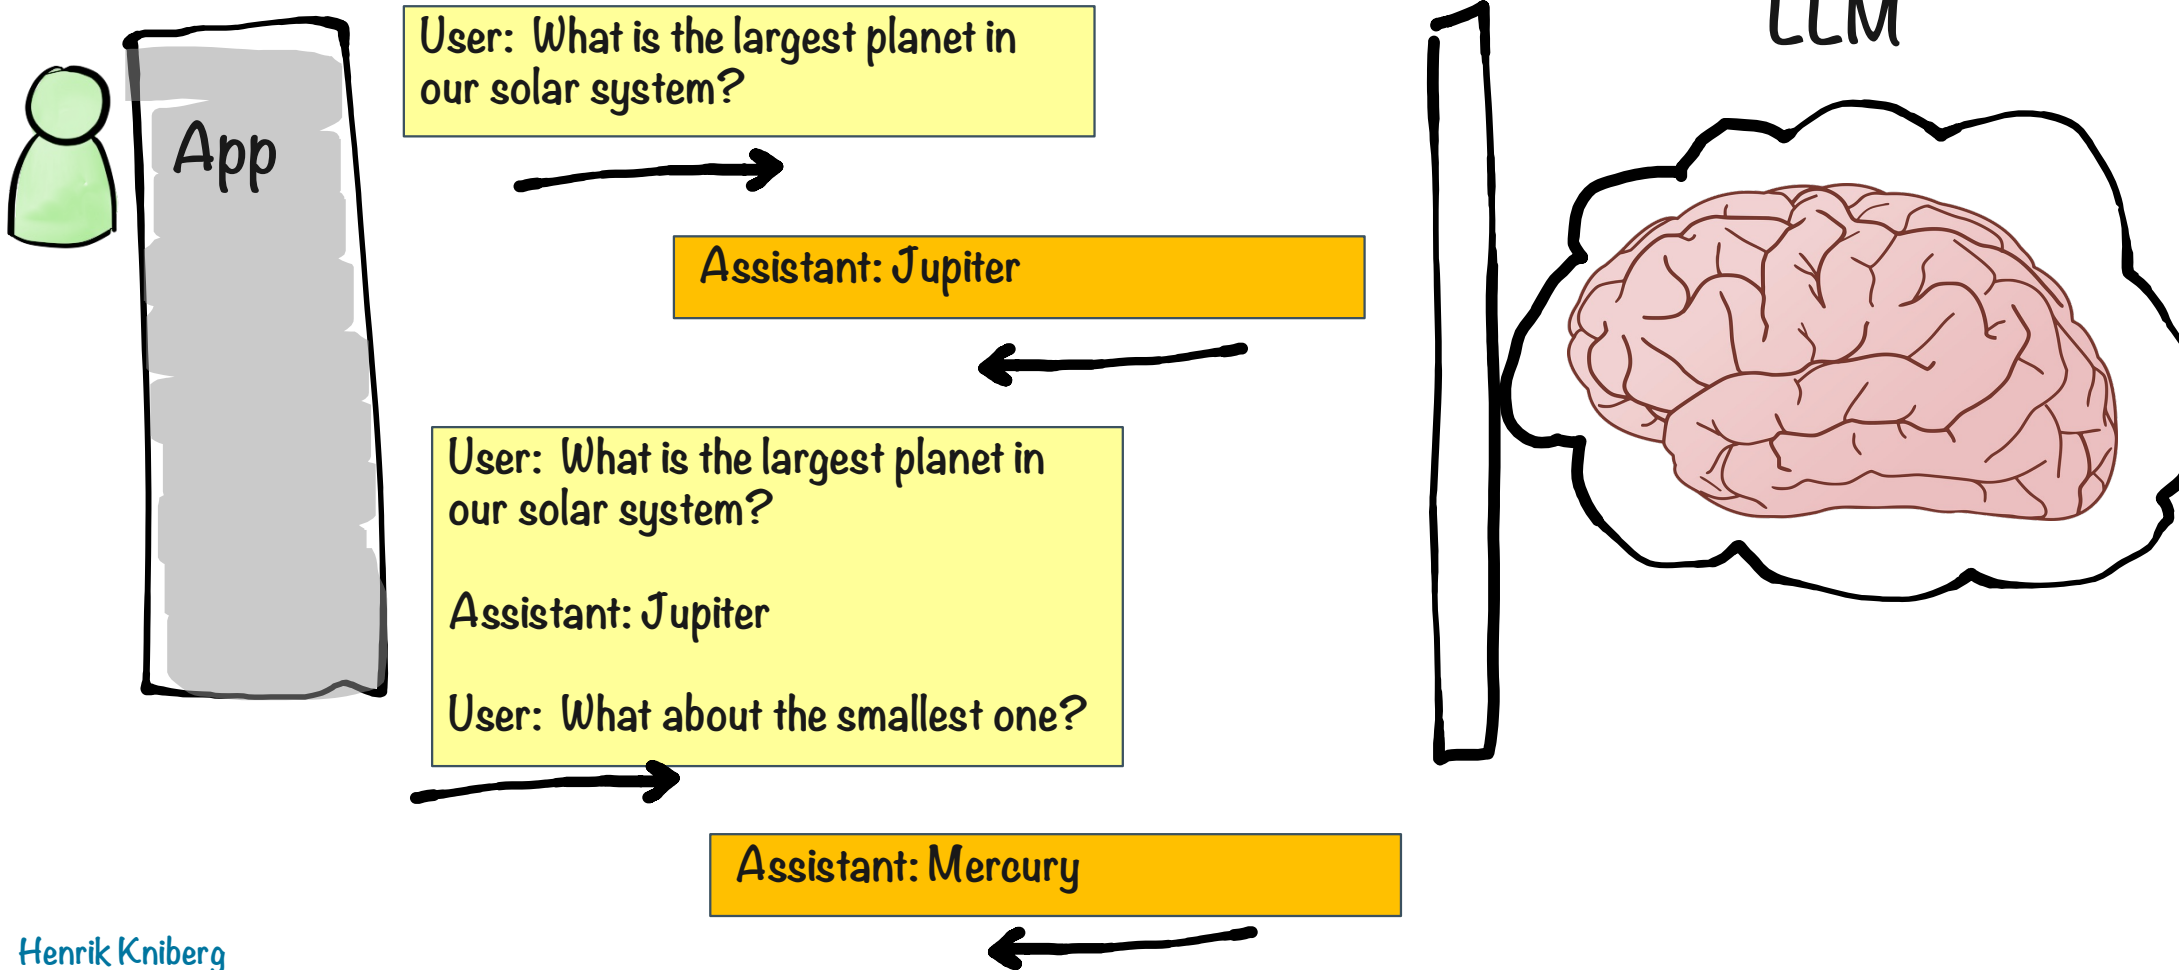 LLM
User: What is the largest planet in
our solar system?
App
Assistant: Jupiter
User: What is the largest planet in
our solar system?
Assistant: Jupiter
User: What about the smallest one?
Assistant: Mercury
Henrik Kniberg